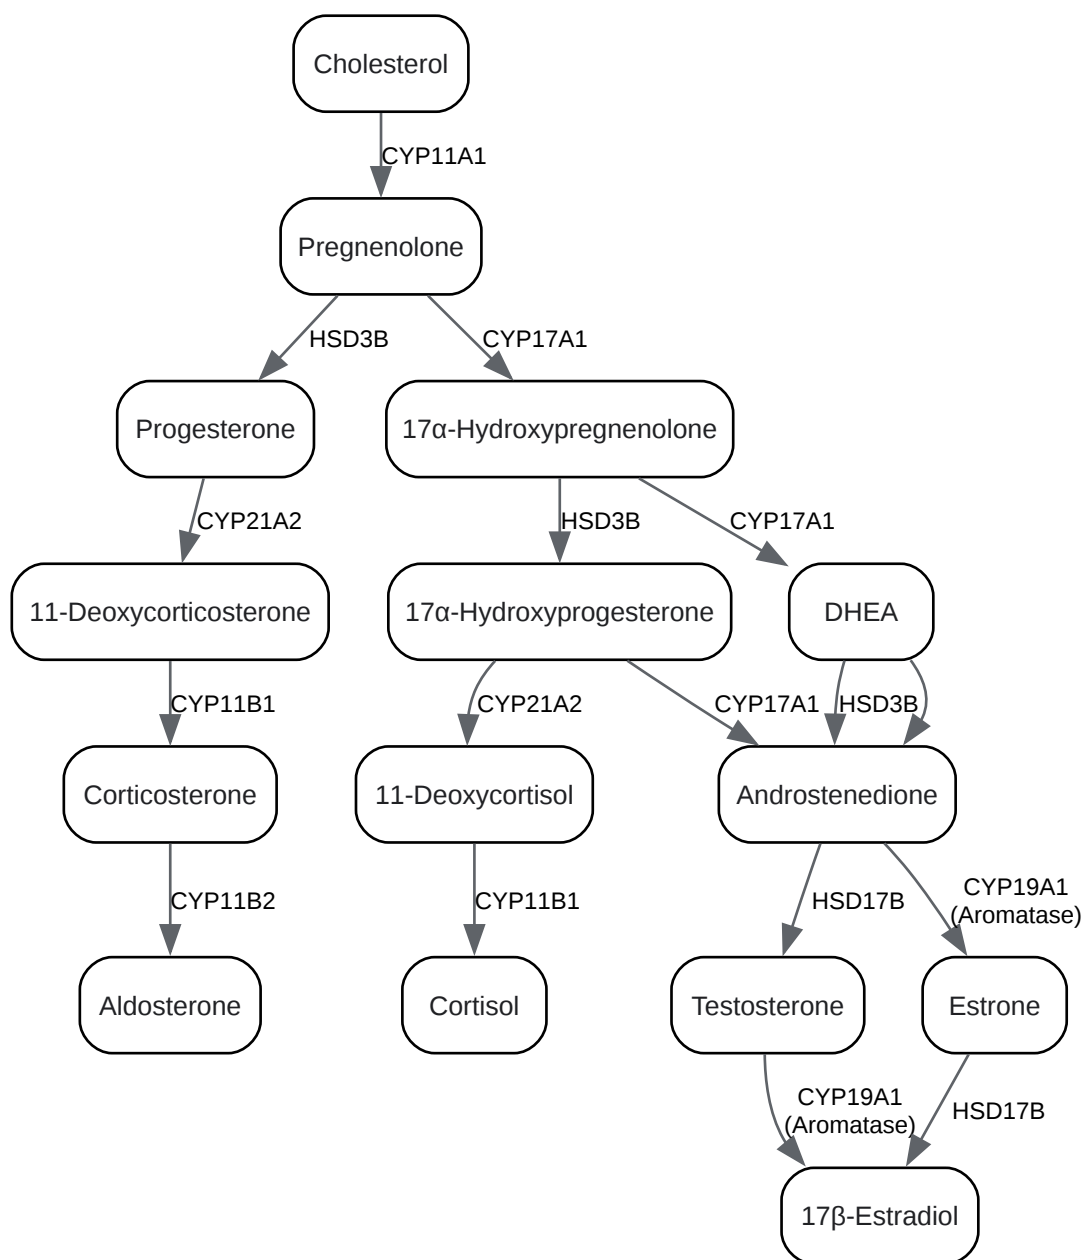 Cholesterol
CYP11A1
Pregnenolone
HSD3B
CYP17A1
Progesterone
17α-Hydroxypregnenolone
CYP21A2
HSD3B
CYP17A1
11-Deoxycorticosterone
17α-Hydroxyprogesterone
DHEA
CYP11B1
CYP21A2
CYP17A1
HSD3B
Corticosterone
11-Deoxycortisol
Androstenedione
CYP11B2
CYP11B1
HSD17B
CYP19A1
(Aromatase)
Aldosterone
Cortisol
Testosterone
Estrone
CYP19A1
(Aromatase)
HSD17B
17β-Estradiol